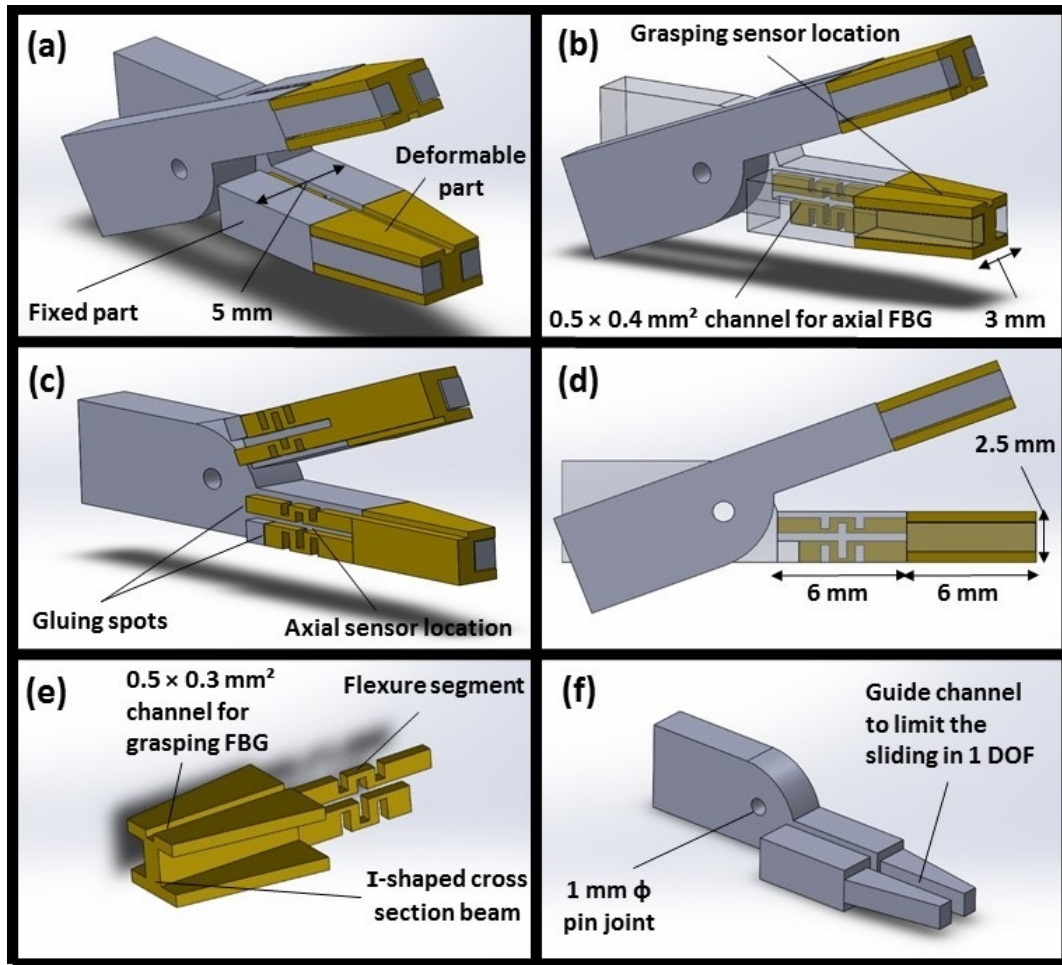 (a)
Deformable
part
Fixed part
5 mm
(b)
Grasping sensor location
0.5 × 0.4 mm² channel for axial FBG
3 mm
(c)
Gluing spots
Axial sensor location
(d)
2.5 mm
6 mm
6 mm
(e)
0.5 × 0.3 mm²
channel for
grasping FBG
Flexure segment
I-shaped cross
section beam
(f)
Guide channel
to limit the
sliding in 1 DOF
1 mm ϕ
pin joint